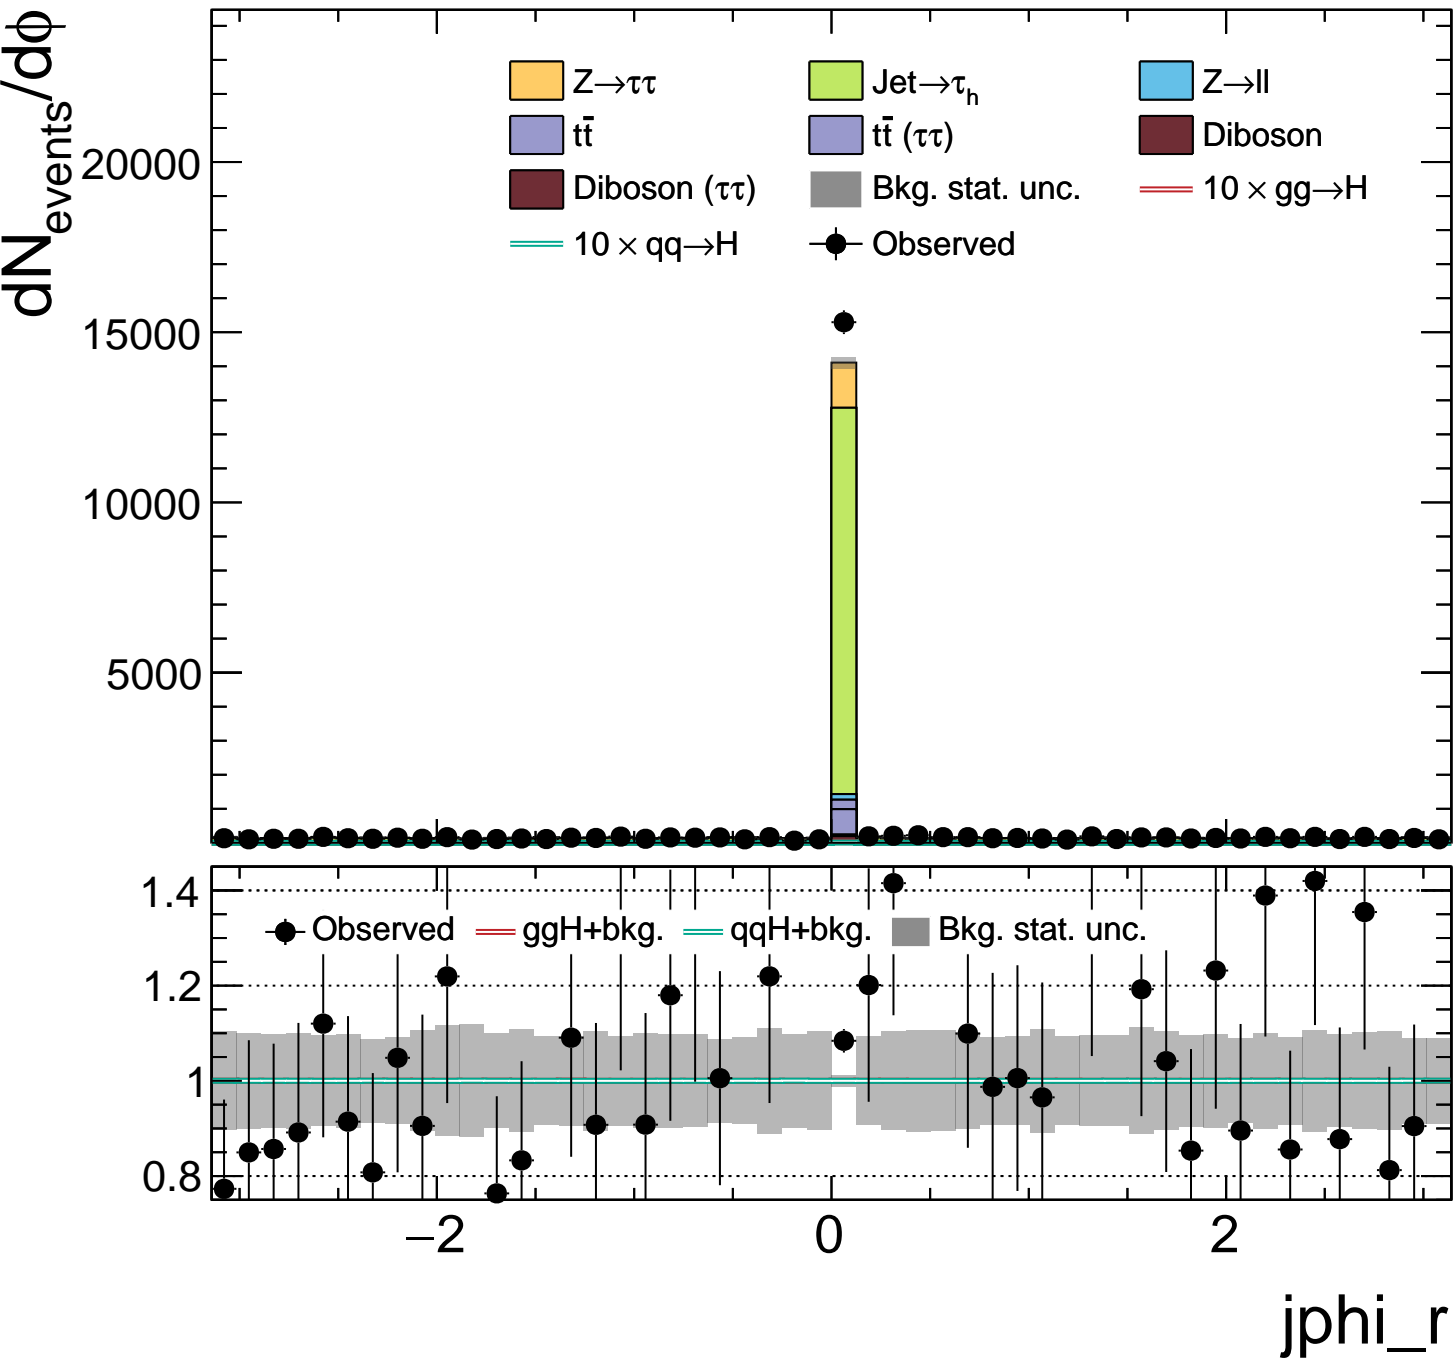 dN_events/dϕ
Z→ττ Jet→τ_h Z→ll
tt̄ tt̄ (ττ) Diboson
Diboson (ττ) Bkg. stat. unc. 10 × gg→H
10 × qq→H Observed
20000
15000
10000
5000
1.4
Observed ggH+bkg. qqH+bkg. Bkg. stat. unc.
1.2
1
0.8
−2 0 2
jphi_r